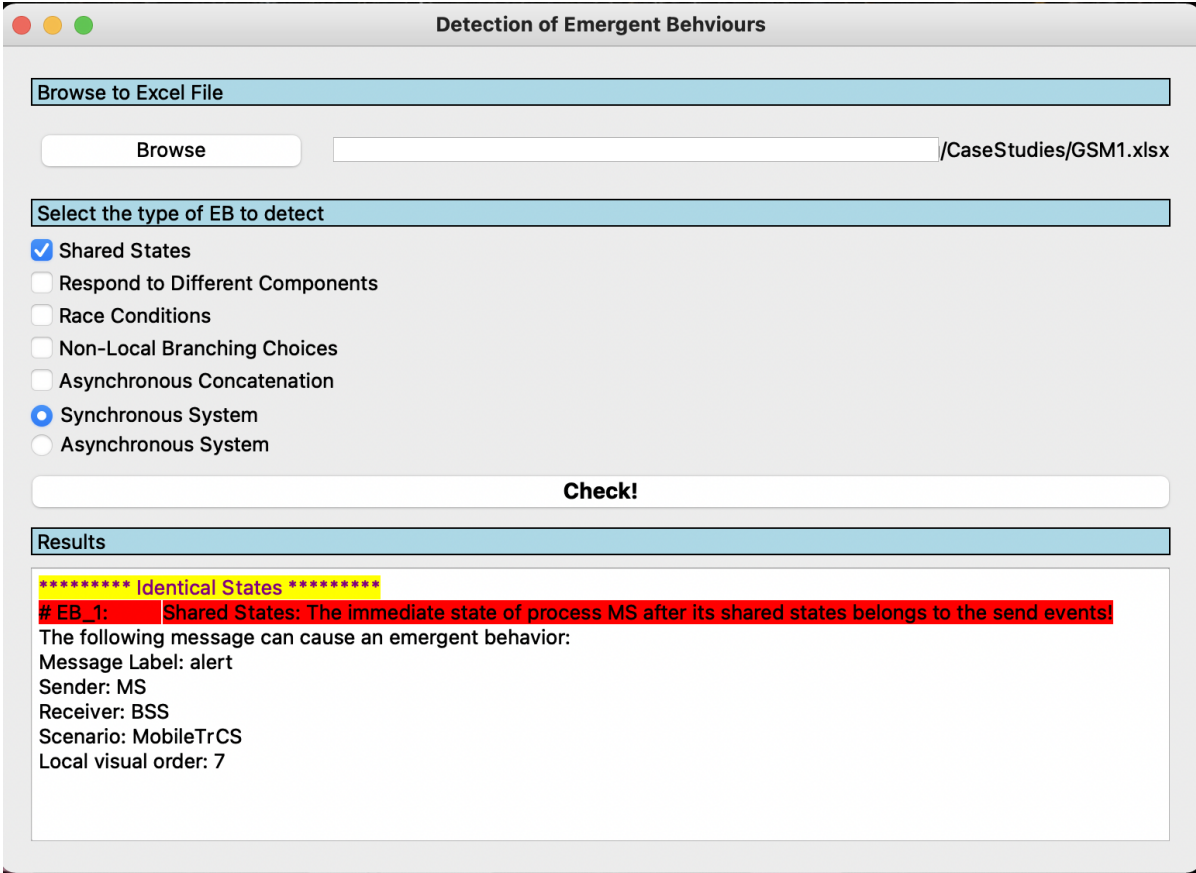 Detection of Emergent Behviours
Browse to Excel File
Browse
/CaseStudies/GSM1.xlsx
Select the type of EB to detect
Shared States
Respond to Different Components
Race Conditions
Non-Local Branching Choices
Asynchronous Concatenation
Synchronous System
Asynchronous System
Check!
Results
********* Identical States *********
# EB_1: Shared States: The immediate state of process MS after its shared states belongs to the send events!
The following message can cause an emergent behavior:
Message Label: alert
Sender: MS
Receiver: BSS
Scenario: MobileTrCS
Local visual order: 7